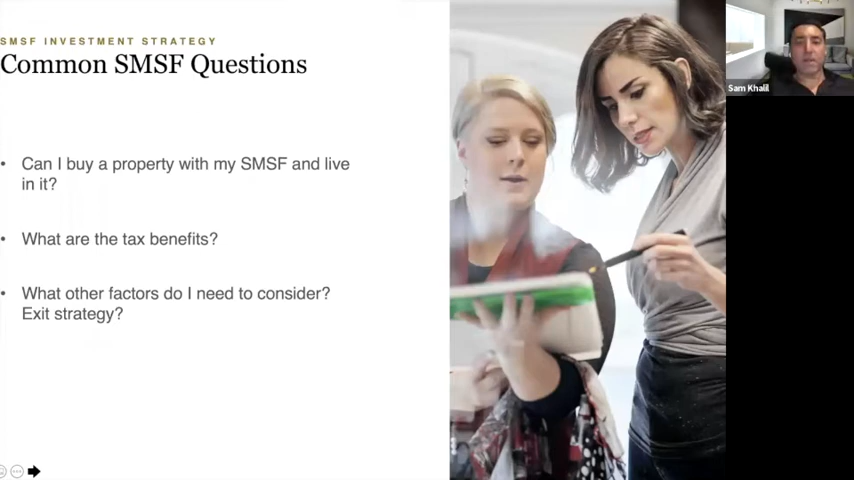 SMSF INVESTMENT STRATEGY
Common SMSF Questions
• Can I buy a property with my SMSF and live
in it?
• What are the tax benefits?
• What other factors do I need to consider?
Exit strategy?
Sam Khalil